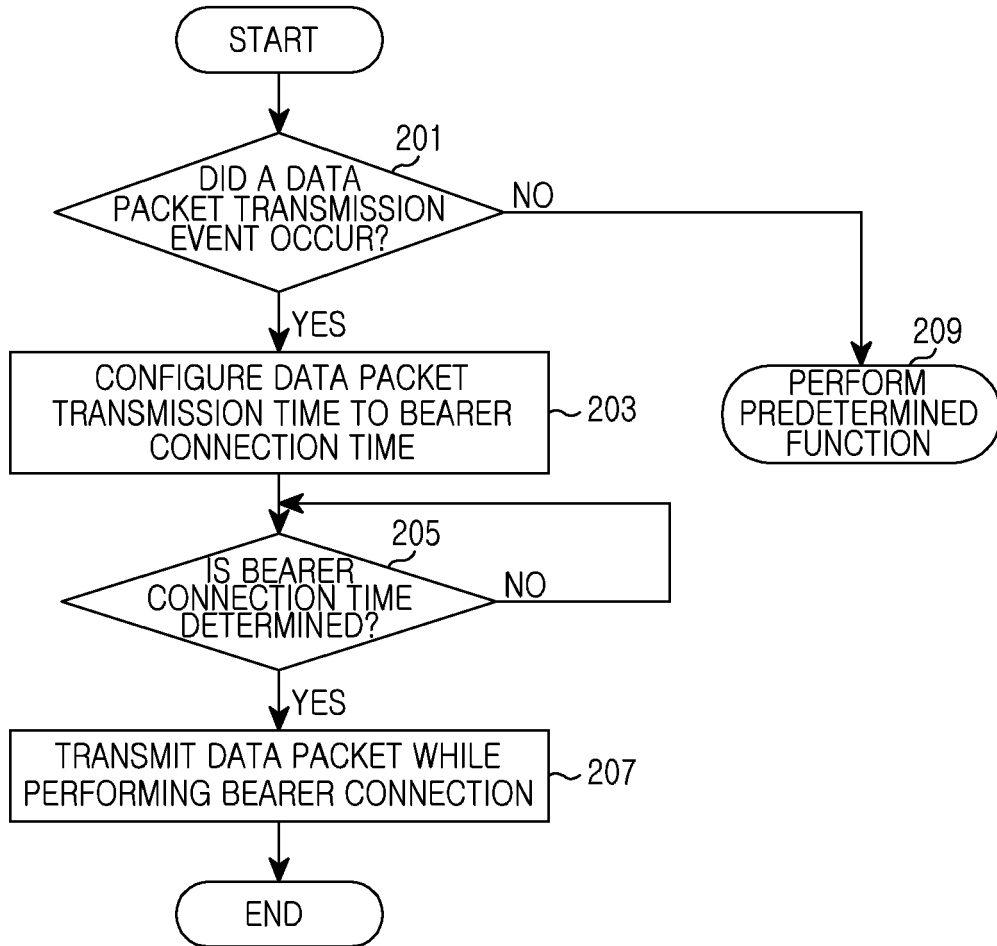 START
201
DID A DATA
PACKET TRANSMISSION
EVENT OCCUR?
NO
YES
CONFIGURE DATA PACKET
TRANSMISSION TIME TO BEARER
CONNECTION TIME
203
209
PERFORM
PREDETERMINED
FUNCTION
205
IS BEARER
CONNECTION TIME
DETERMINED?
NO
YES
TRANSMIT DATA PACKET WHILE
PERFORMING BEARER CONNECTION
207
END